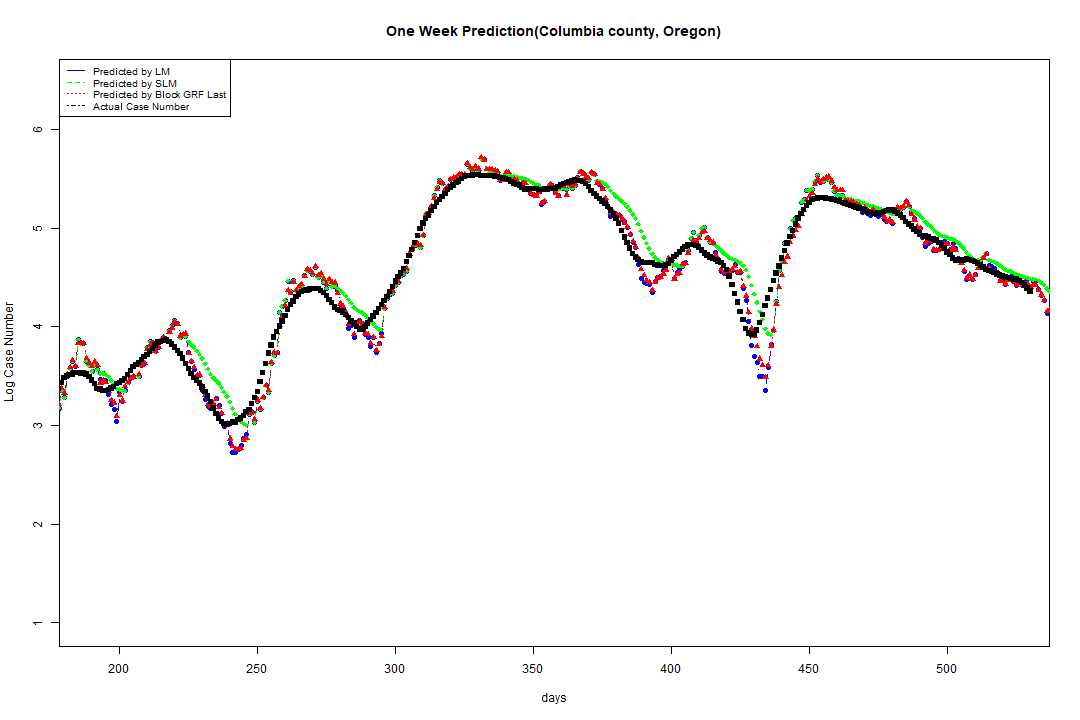 One Week Prediction(Columbia county, Oregon)
Predicted by LM
Predicted by SLM
Predicted by Block GRF Last
Actual Case Number
6
5
4
3
2
1
Log Case Number
200 250 300 350 400 450 500
days